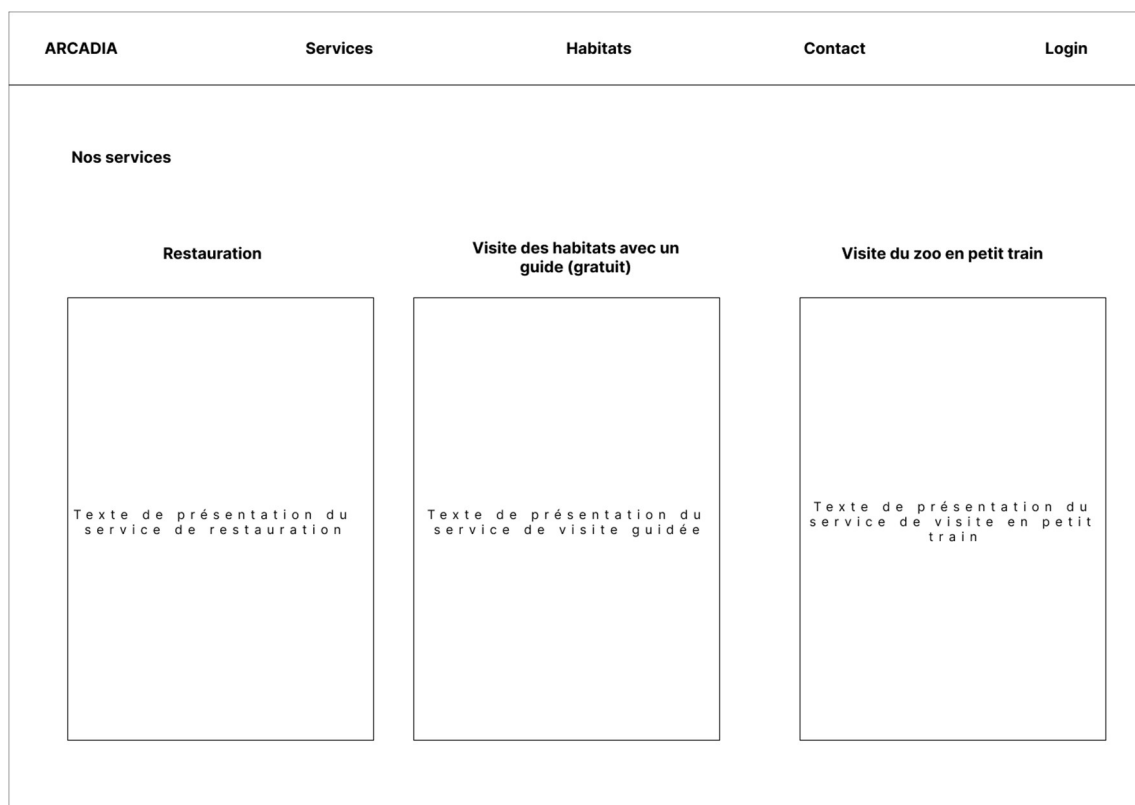 ARCADIA Services Habitats Contact Login
Nos services
Restauration
Visite des habitats avec un
guide (gratuit)
Visite du zoo en petit train
Texte de présentation du
service de restauration
Texte de présentation du
service de visite guidée
Texte de présentation du
service de visite en petit
train